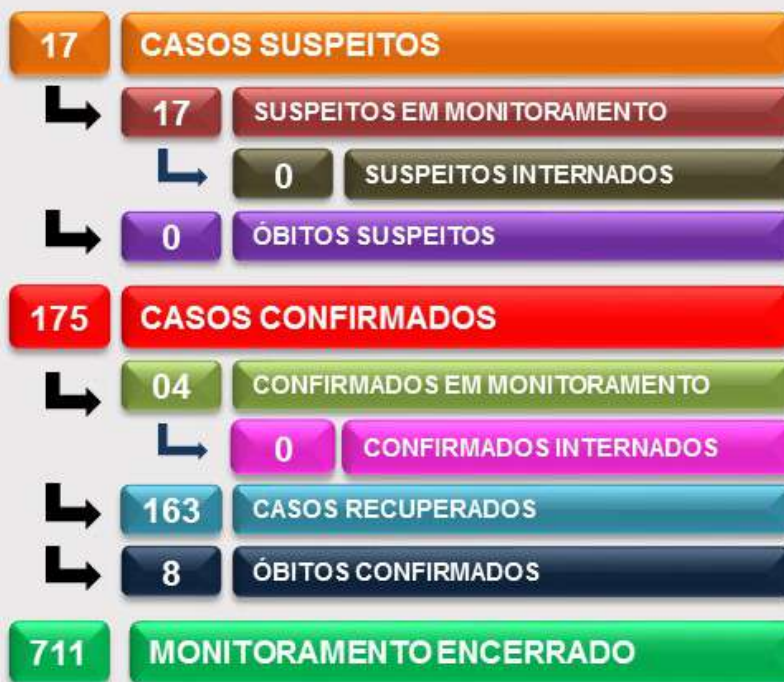 17 CASOS SUSPEITOS
17 SUSPEITOS EM MONITORAMENTO
0 SUSPEITOS INTERNADOS
0 ÓBITOS SUSPEITOS
175 CASOS CONFIRMADOS
04 CONFIRMADOS EM MONITORAMENTO
0 CONFIRMADOS INTERNADOS
163 CASOS RECUPERADOS
8 ÓBITOS CONFIRMADOS
711 MONITORAMENTO ENCERRADO